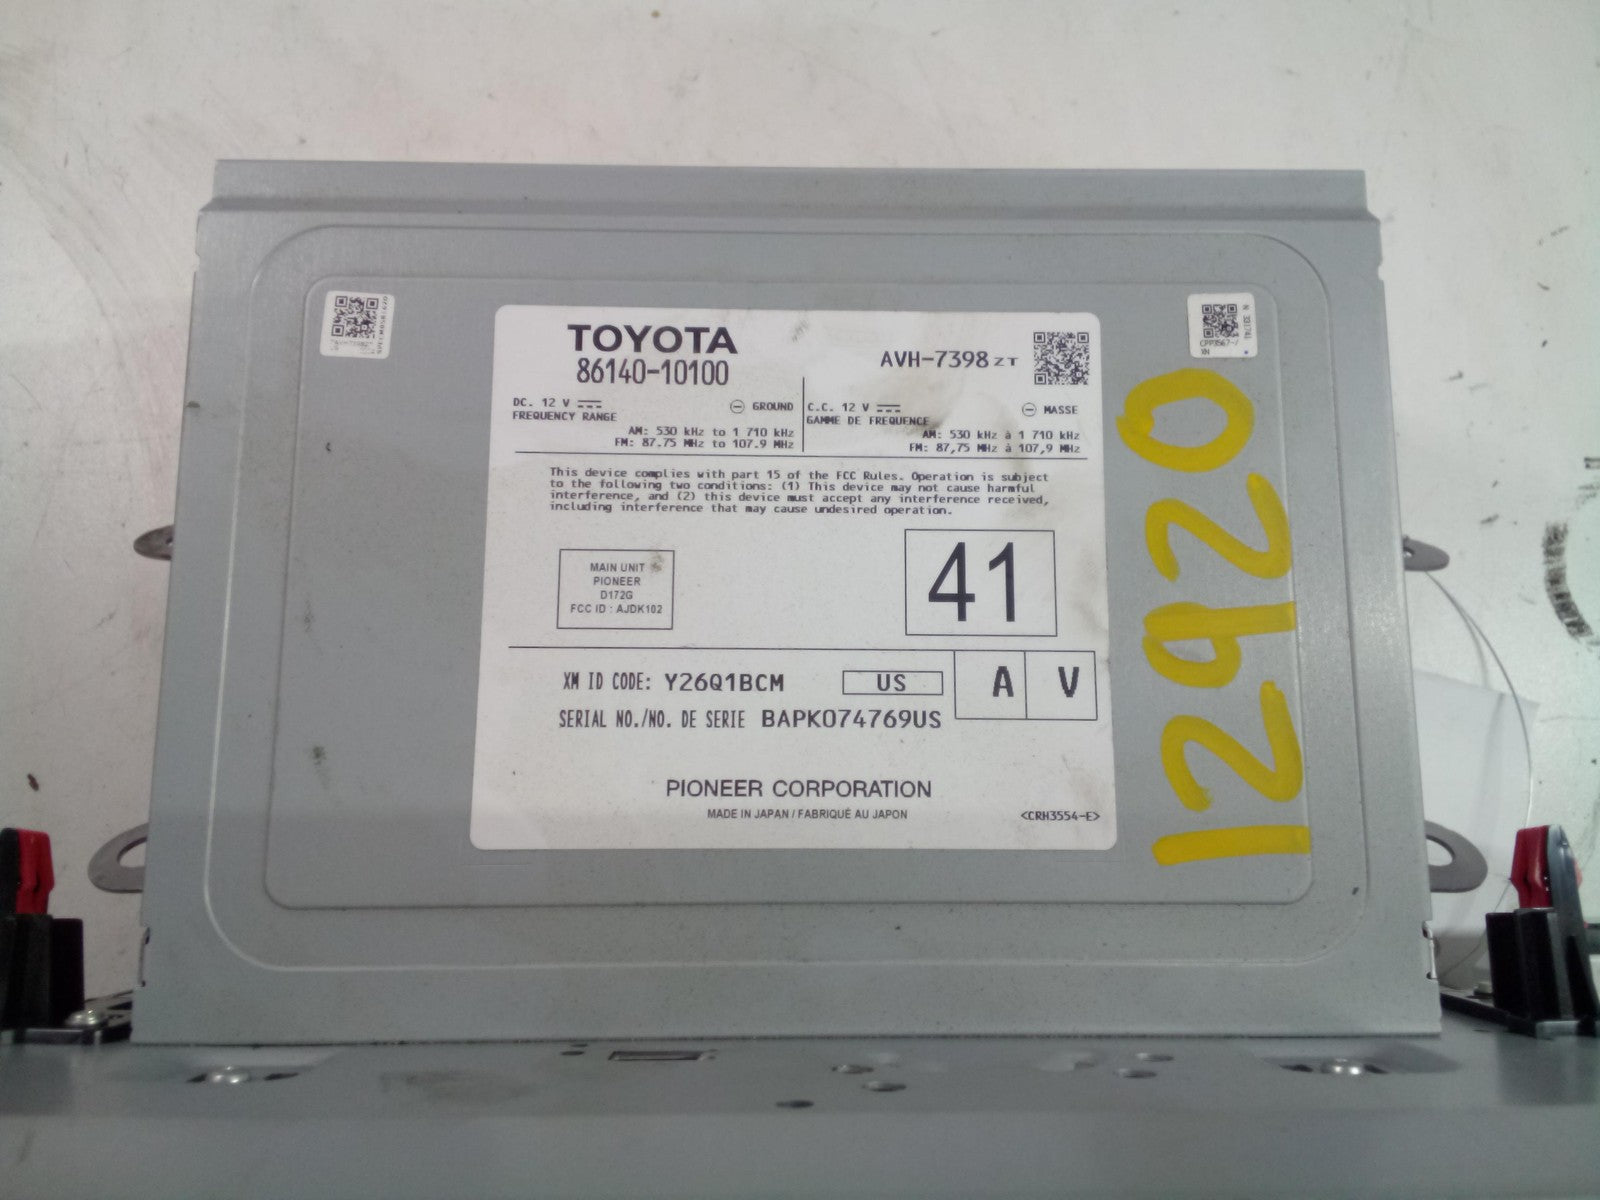 TOYOTA
86140-10100
AVH-7398 ZT
DC. 12 V
GROUND
FREQUENCY RANGE
AM: 530 kHz to 1 710 kHz
FM: 87.75 MHz to 107.9 MHz
C.C. 12 V
MASSE
GAMME DE FREQUENCE
AM: 530 kHz à 1 710 kHz
FM: 87,75 MHz à 107,9 MHz
This device complies with part 15 of the FCC Rules. Operation is subject
to the following two conditions: (1) This device may not cause harmful
interference, and (2) this device must accept any interference received,
including interference that may cause undesired operation.
MAIN UNIT
PIONEER
D172G
FCC ID : AJDK102
41
XM ID CODE: Y26Q1BCM
US
A V
SERIAL NO./NO. DE SERIE BAPK074769US
PIONEER CORPORATION
MADE IN JAPAN / FABRIQUÉ AU JAPON
<CRH3554-E>
12920